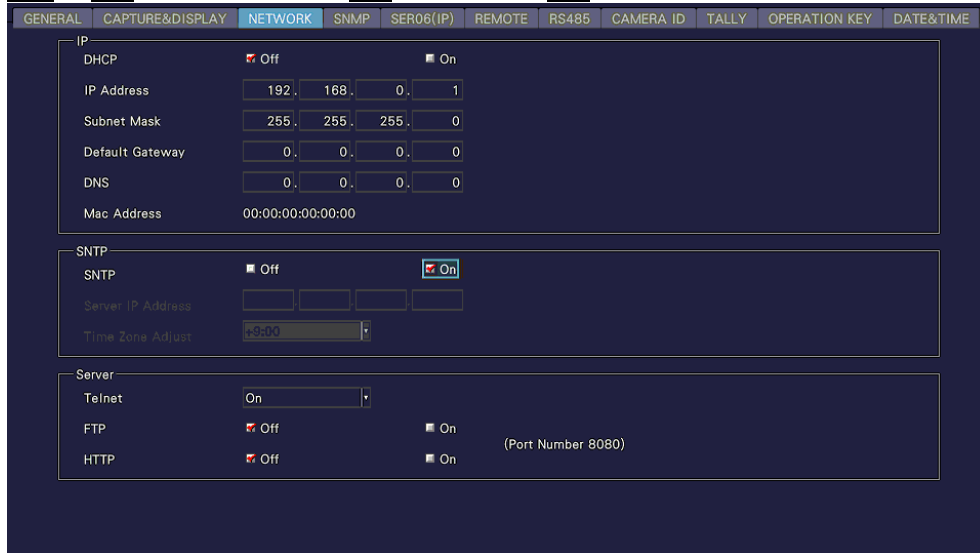 GENERAL CAPTURE&DISPLAY NETWORK SNMP SER06(IP) REMOTE RS485 CAMERA ID TALLY OPERATION KEY DATE&TIME
IP
DHCP Off On
IP Address 192. 168. 0. 1
Subnet Mask 255. 255. 255. 0
Default Gateway 0. 0. 0. 0
DNS 0. 0. 0. 0
Mac Address 00:00:00:00:00:00
SNTP
SNTP Off On
Server IP Address
Time Zone Adjust +9:00
Server
Telnet On
FTP Off On
(Port Number 8080)
HTTP Off On